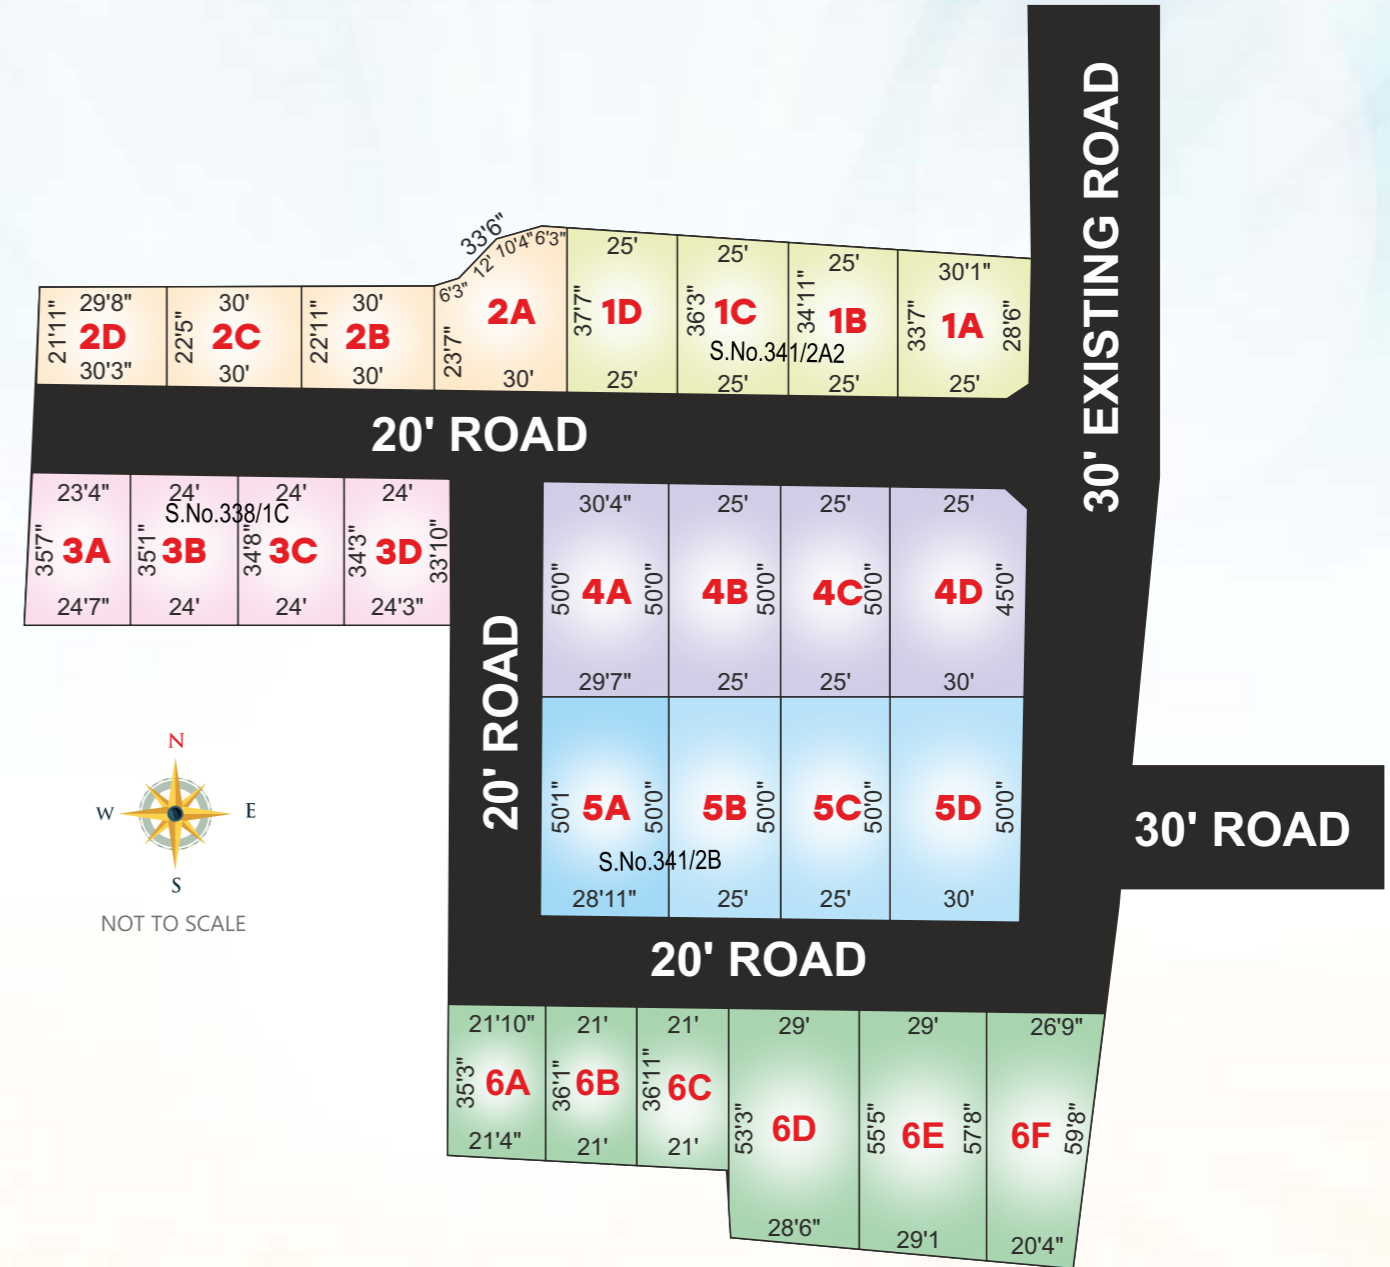 30' EXISTING ROAD
33'6"
6'3"
12'
10'4"
6'3"
29'8"
21'11"
2D
30'3"
30'
22'5"
2C
30'
30'
22'11"
2B
30'
23'7"
2A
30'
25'
37'7"
1D
25'
25'
36'3"
1C
25'
25'
34'11"
1B
25'
S.No.341/2A2
30'1"
33'7"
1A
28'6"
25'
20' ROAD
23'4"
35'7"
3A
24'7"
24'
35'1"
3B
24'
S.No.338/1C
24'
34'8"
3C
24'
24'
34'3"
3D
33'10"
24'3"
20' ROAD
30'4"
50'0"
4A
50'0"
29'7"
25'
4B
50'0"
25'
25'
4C
50'0"
25'
25'
4D
45'0"
30'
50'1"
5A
50'0"
S.No.341/2B
28'11"
5B
50'0"
25'
5C
50'0"
25'
5D
50'0"
30'
30' ROAD
N
W
E
S
NOT TO SCALE
20' ROAD
21'10"
35'3"
6A
21'4"
21'
36'1"
6B
21'
21'
36'11"
6C
21'
29'
53'3"
6D
28'6"
29'
55'5"
6E
57'8"
29'1
26'9"
6F
59'8"
20'4"